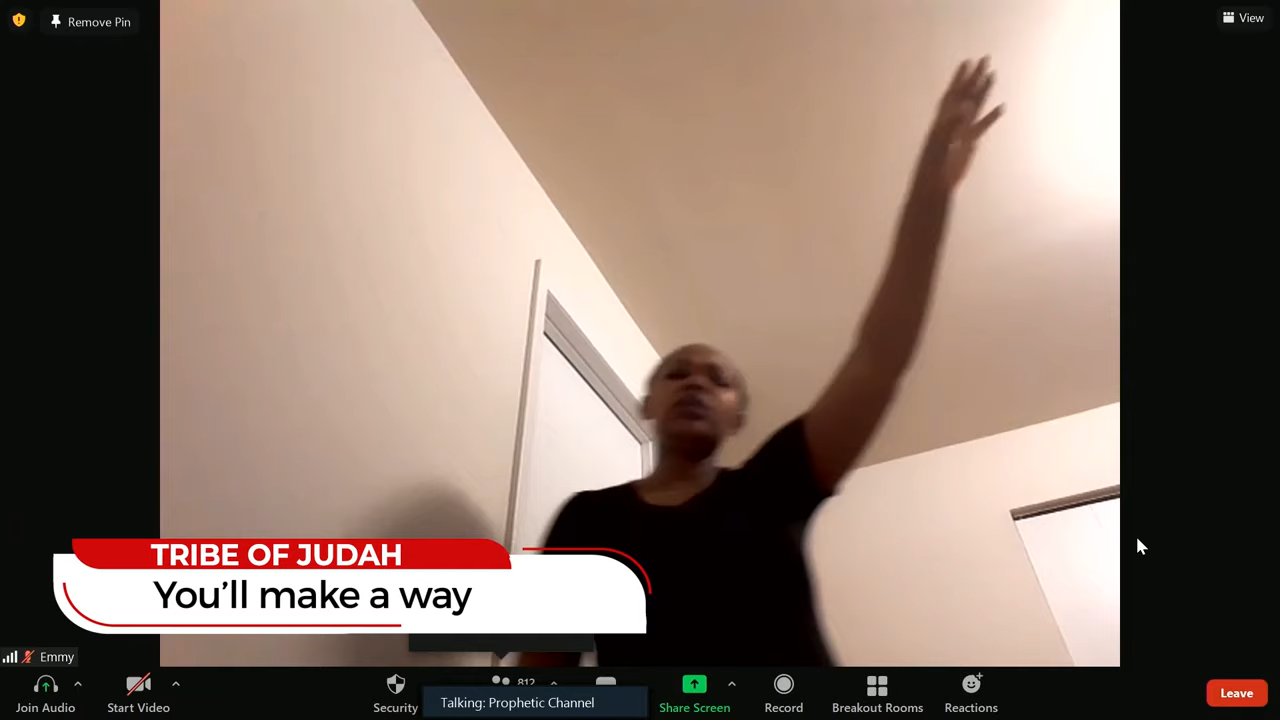 Remove Pin
View
TRIBE OF JUDAH
You'll make a way
Emmy
Join Audio
Start Video
Security
812
Talking: Prophetic Channel
Share Screen
Record
Breakout Rooms
Reactions
Leave